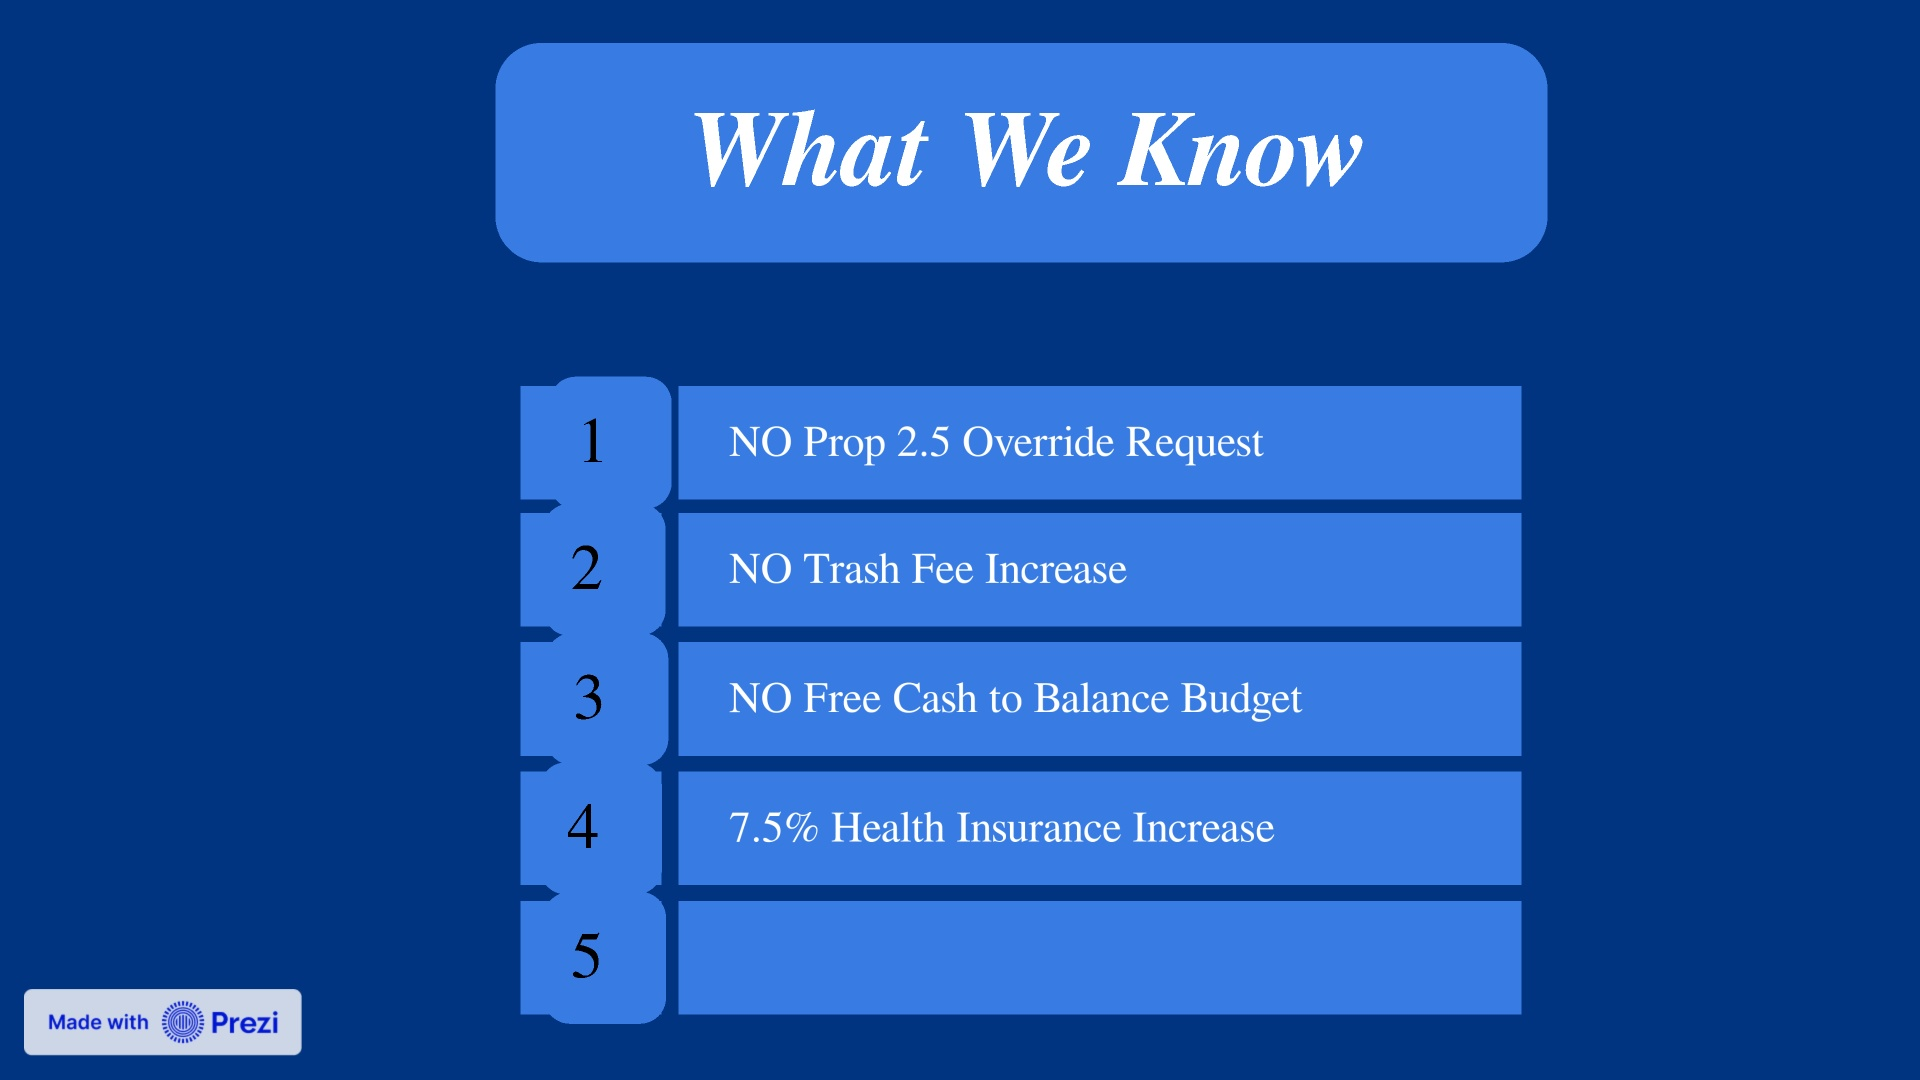 What We Know
1
NO Prop 2.5 Override Request
2
NO Trash Fee Increase
3
NO Free Cash to Balance Budget
4
7.5% Health Insurance Increase
5
Made with Prezi